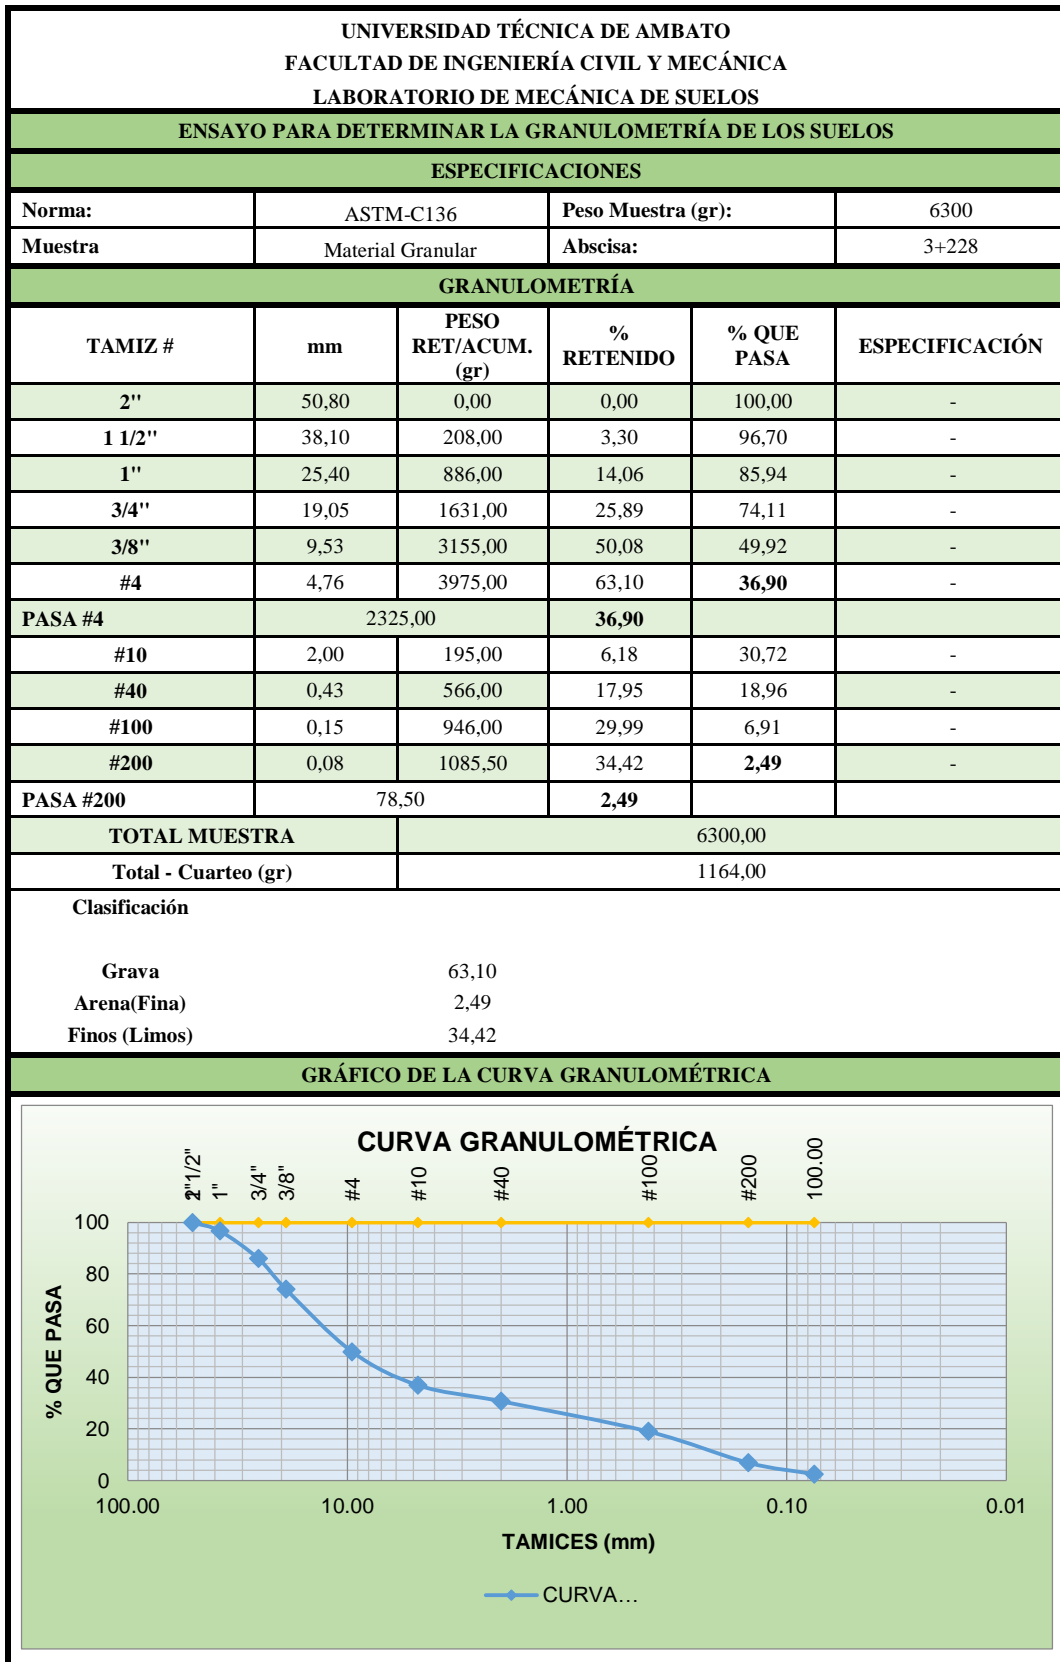 UNIVERSIDAD TÉCNICA DE AMBATO
FACULTAD DE INGENIERÍA CIVIL Y MECÁNICA
LABORATORIO DE MECÁNICA DE SUELOS
ENSAYO PARA DETERMINAR LA GRANULOMETRÍA DE LOS SUELOS
ESPECIFICACIONES
Norma: ASTM-C136 Peso Muestra (gr): 6300
Muestra Material Granular Abscisa: 3+228
GRANULOMETRÍA
TAMIZ # mm PESO RET/ACUM. (gr) % RETENIDO % QUE PASA ESPECIFICACIÓN
2'' 50,80 0,00 0,00 100,00 -
1 1/2'' 38,10 208,00 3,30 96,70 -
1'' 25,40 886,00 14,06 85,94 -
3/4'' 19,05 1631,00 25,89 74,11 -
3/8'' 9,53 3155,00 50,08 49,92 -
#4 4,76 3975,00 63,10 36,90 -
PASA #4 2325,00 36,90
#10 2,00 195,00 6,18 30,72 -
#40 0,43 566,00 17,95 18,96 -
#100 0,15 946,00 29,99 6,91 -
#200 0,08 1085,50 34,42 2,49 -
PASA #200 78,50 2,49
TOTAL MUESTRA 6300,00
Total - Cuarteo (gr) 1164,00
Clasificación
Grava 63,10
Arena(Fina) 2,49
Finos (Limos) 34,42
GRÁFICO DE LA CURVA GRANULOMÉTRICA
CURVA GRANULOMÉTRICA
1" 3/4" 3/8" #4 #10 #40 #100 #200 100.00
100
80
60
40
20
0
% QUE PASA
100.00 10.00 1.00 0.10 0.01
TAMICES (mm)
CURVA…